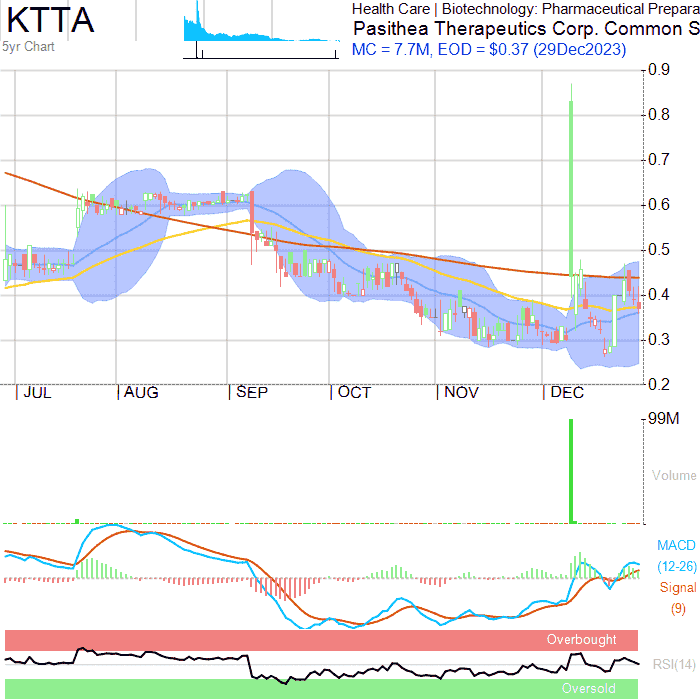 KTTA
5yr Chart
Health Care | Biotechnology: Pharmaceutical Prepara
Pasithea Therapeutics Corp. Common S
MC = 7.7M, EOD = $0.37 (29Dec2023)
0.9
0.8
0.7
0.6
0.5
0.4
0.3
0.2
JUL AUG SEP OCT NOV DEC
99M
Volume
MACD
(12-26)
Signal
(9)
Overbought
RSI(14)
Oversold